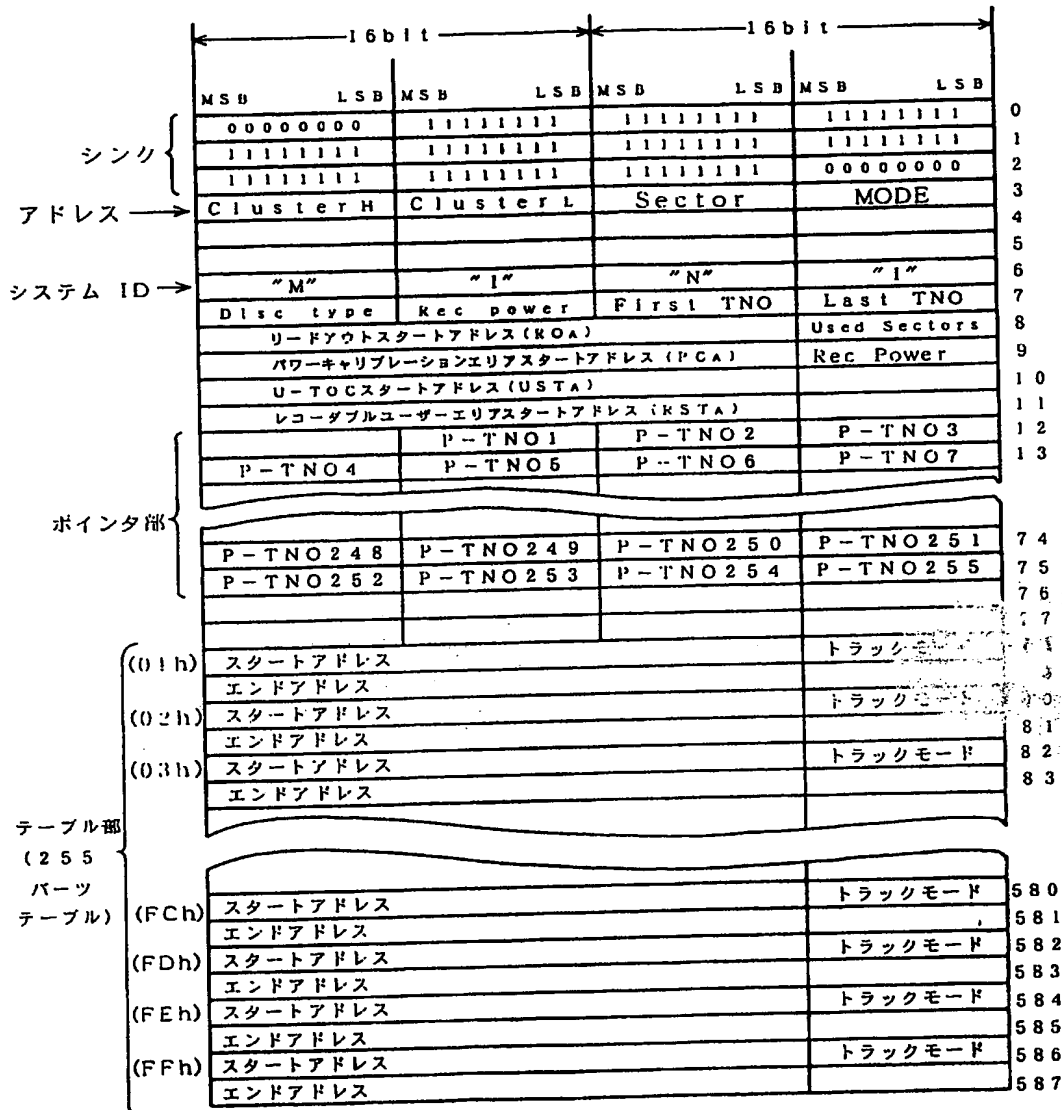 16bit 16bit
MSB LSB MSB LSB MSB LSB MSB LSB
00000000 11111111 11111111 11111111 0
シンク 11111111 11111111 11111111 11111111 1
11111111 11111111 11111111 00000000 2
アドレス ClusterH ClusterL Sector MODE 3
4
5
システム ID "M" "I" "N" "I" 6
Disc type Rec power First TNO Last TNO 7
リードアウトスタートアドレス(ROA) Used Sectors 8
パワーキャリブレーションエリアスタートアドレス(PCA) Rec Power 9
U-TOCスタートアドレス(USTA) 10
レコーダブルユーザーエリアスタートアドレス(RSTA) 11
P-TNO1 P-TNO2 P-TNO3 12
P-TNO4 P-TNO5 P-TNO6 P-TNO7 13
ポインタ部
P-TNO248 P-TNO249 P-TNO250 P-TNO251 74
P-TNO252 P-TNO253 P-TNO254 P-TNO255 75
76
(01h) スタートアドレス
エンドアドレス
(02h) スタートアドレス
エンドアドレス 81
(03h) スタートアドレス トラックモード 82
エンドアドレス 83
テーブル部
(255
パーツ
テーブル)
(FCh) スタートアドレス トラックモード 580
エンドアドレス 581
(FDh) スタートアドレス トラックモード 582
エンドアドレス 583
(FEh) スタートアドレス トラックモード 584
エンドアドレス 585
(FFh) スタートアドレス トラックモード 586
エンドアドレス 587